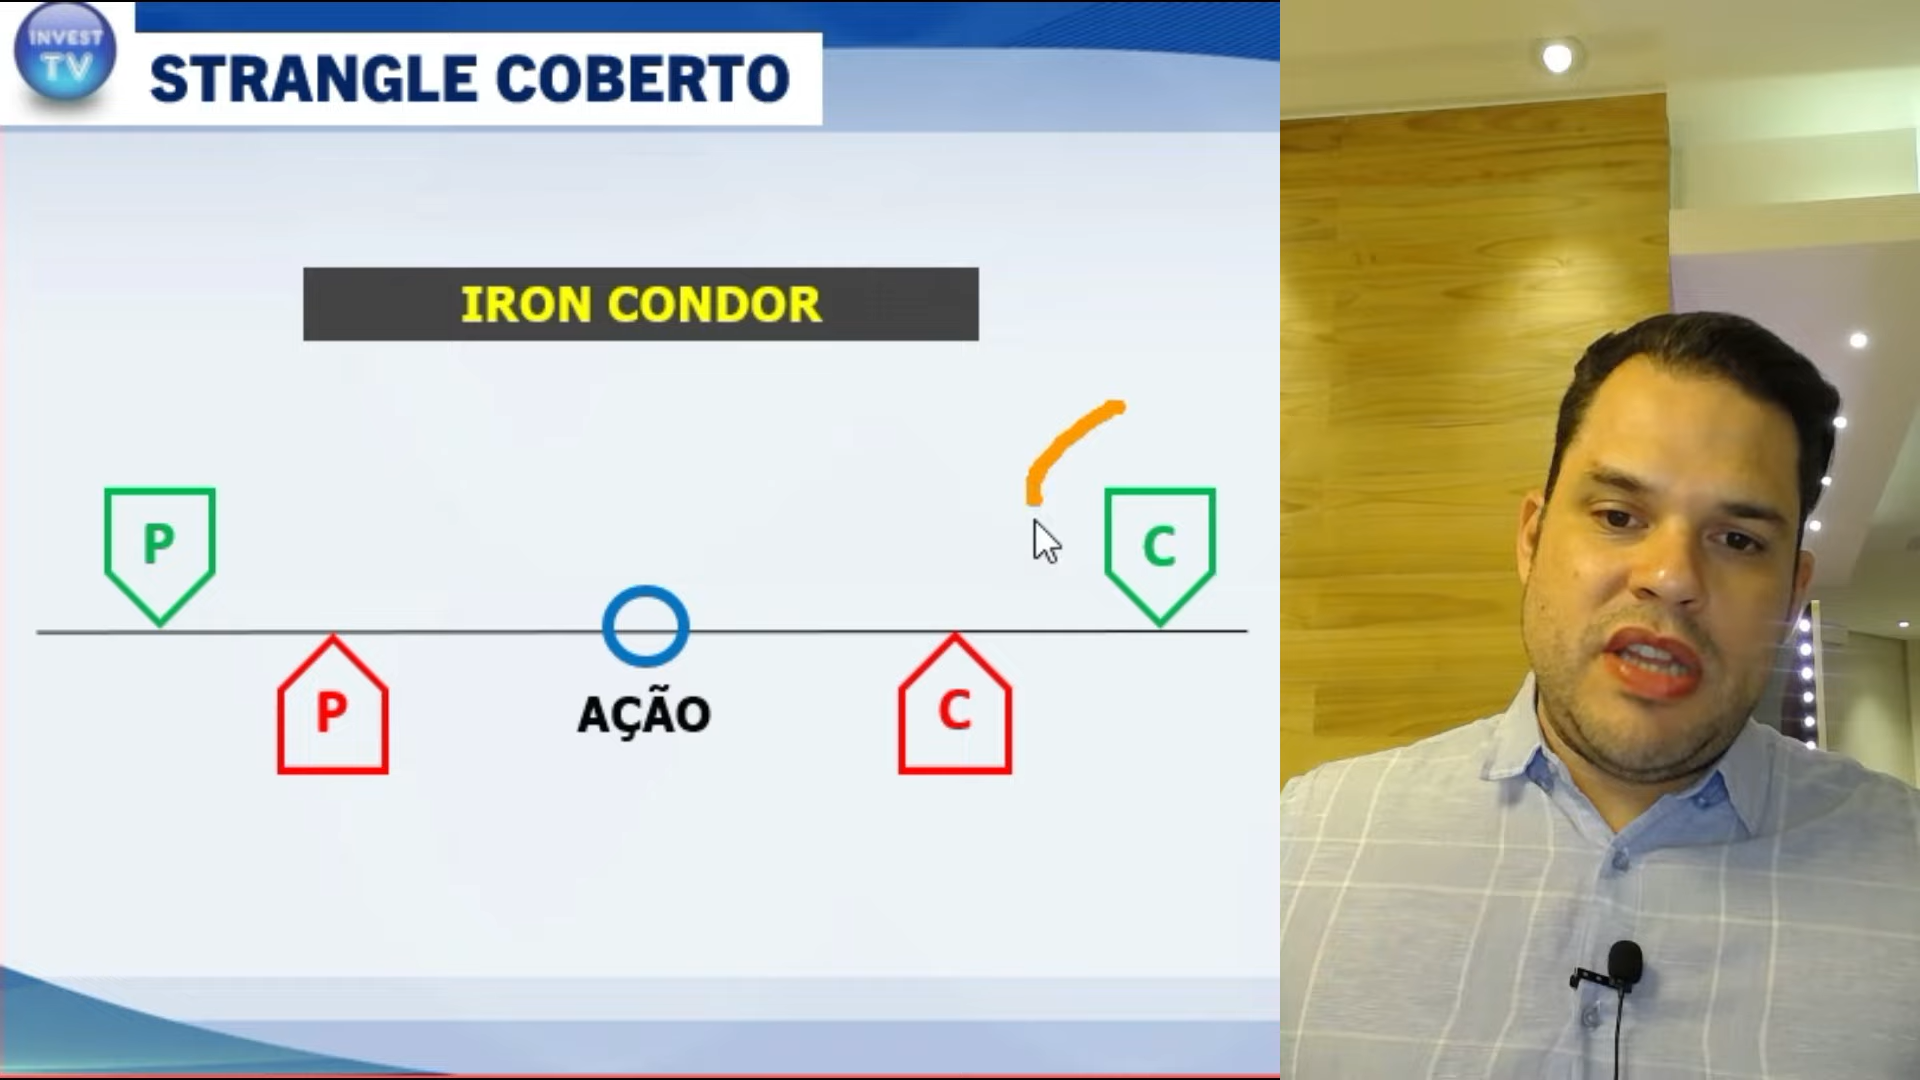 INVEST
TV
STRANGLE COBERTO
IRON CONDOR
P
C
P
AÇÃO
C